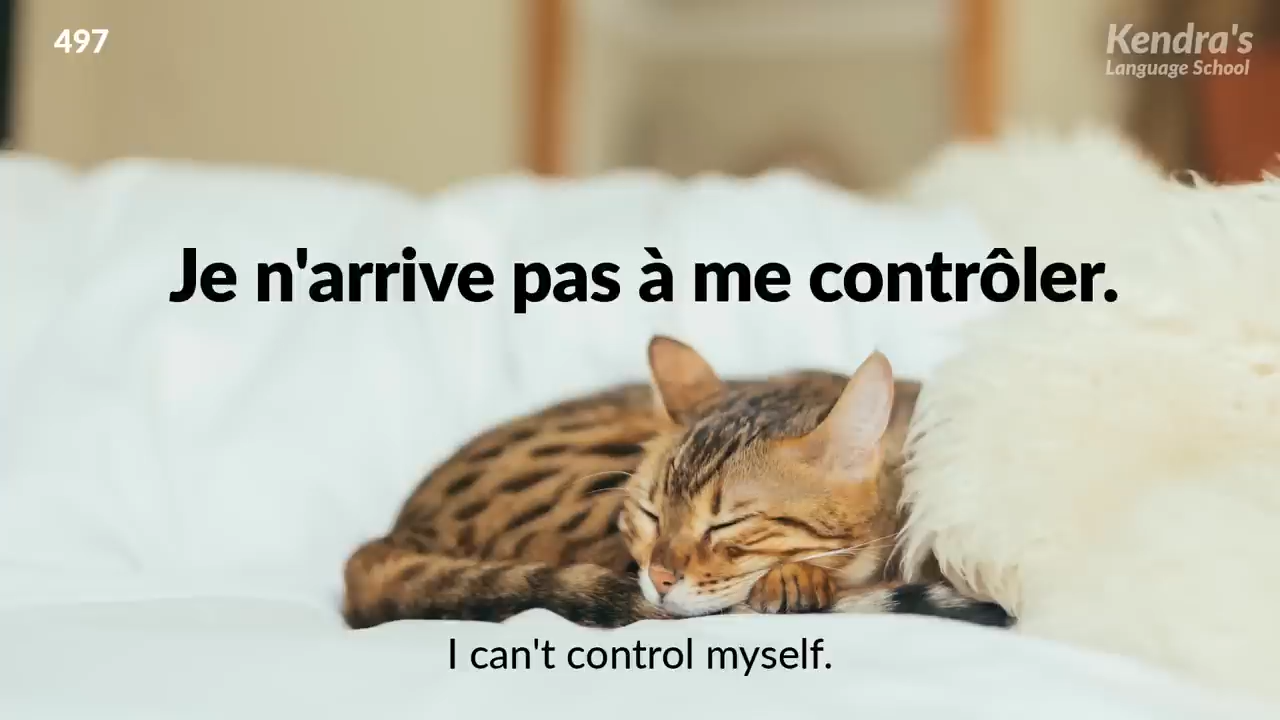 497
Kendra's
Language School
Je n'arrive pas à me contrôler.
I can't control myself.